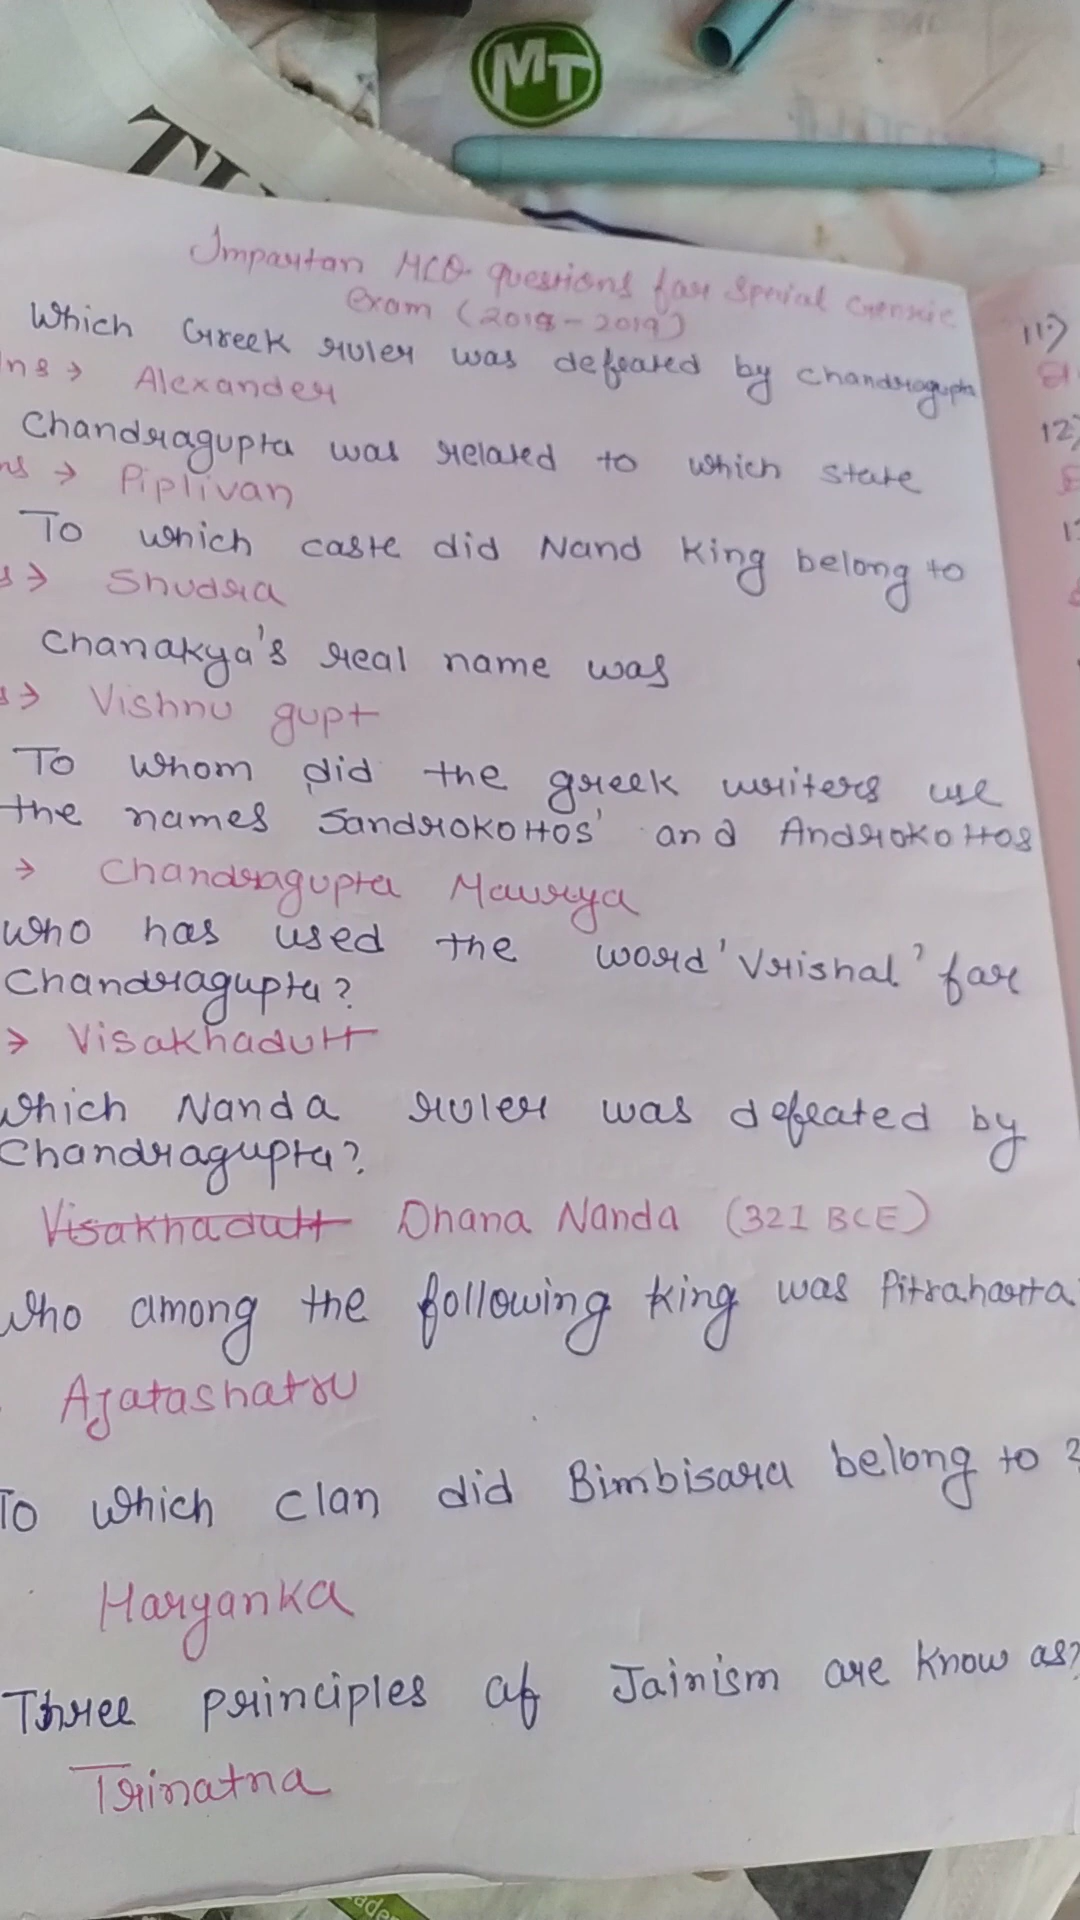 MT
Impartan MCQ questions far Special Gennric
exam (2018-2019)
Which Greek ruler was defeated by Chandragupta
ns → Alexander
Chandragupta was related to which state
ns → Piplivan
To which caste did Nand King belong to
s → Shudra
Chanakya's real name was
s → Vishnu gupt
To whom did the greek writers use
the names Sandrokottos' and Androkottos
→ Chandragupta Maurya
who has used the word 'Vrishal' far
Chandragupta?
→ Visakhadutt
which Nanda ruler was defeated by
Chandragupta?
Visakhadutt Dhana Nanda (321 BCE)
who among the following king was Pitraharta
Ajatashatru
To which clan did Bimbisara belong to ?
Haryanka
Three principles of Jainism are know as?
Trinatna
11)
12)